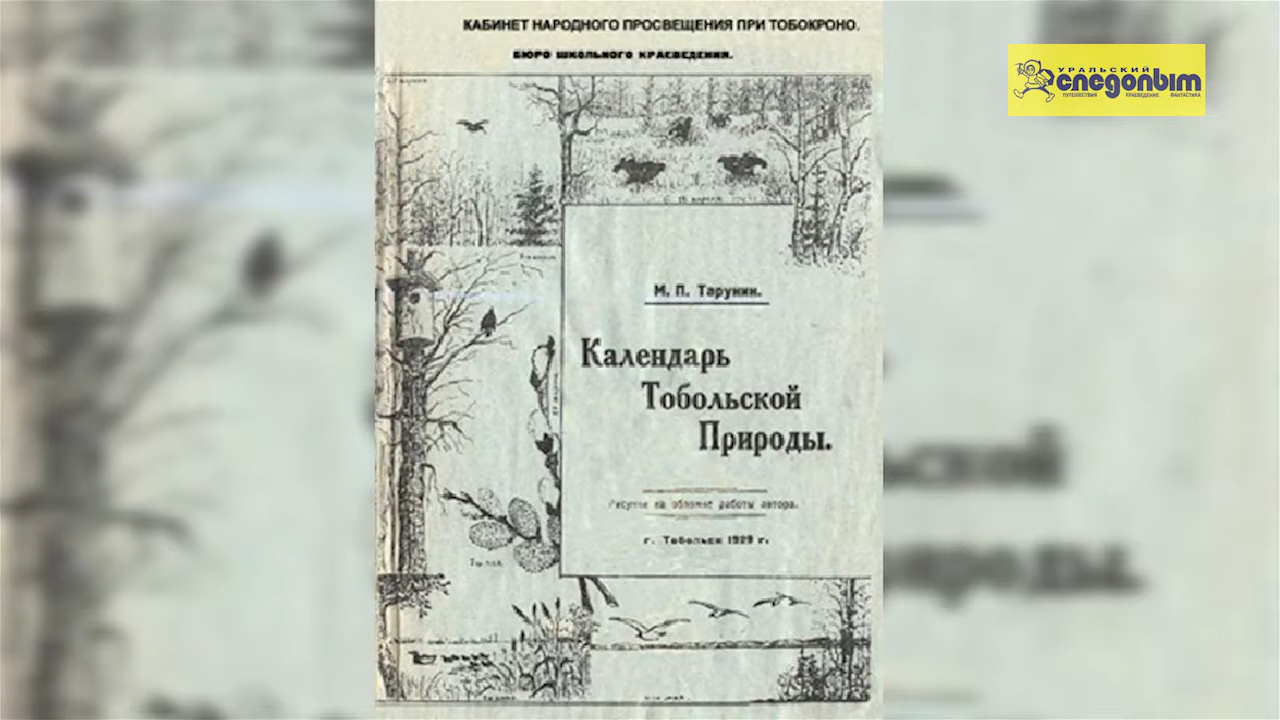 КАБИНЕТ НАРОДНОГО ПРОСВЕЩЕНИЯ ПРИ ТОБОКРОНО.
БЮРО ШКОЛЬНОГО КРАЕВЕДЕНИЯ.
УРАЛЬСКИЙ
СЛЕДОПЫТ
ПУТЕШЕСТВИЯ КРАЕВЕДЕНИЕ ФАНТАСТИКА
М. П. Тарунин.
Календарь
Тобольской
Природы.
Рисунки на обложке работы автора.
г. Тобольск 1929 г.